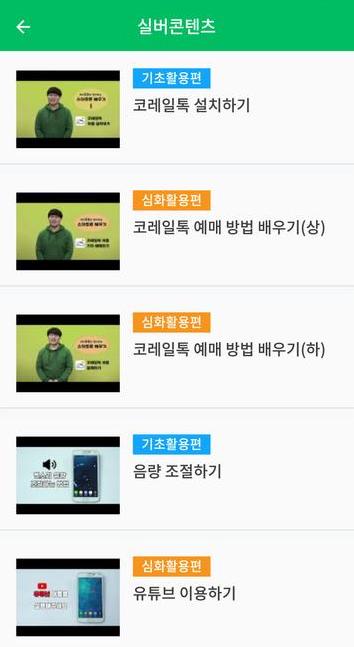 실버콘텐츠
기초활용편
코레일톡 설치하기
심화활용편
코레일톡 예매 방법 배우기(상)
심화활용편
코레일톡 예매 방법 배우기(하)
기초활용편
음량 조절하기
심화활용편
유튜브 이용하기